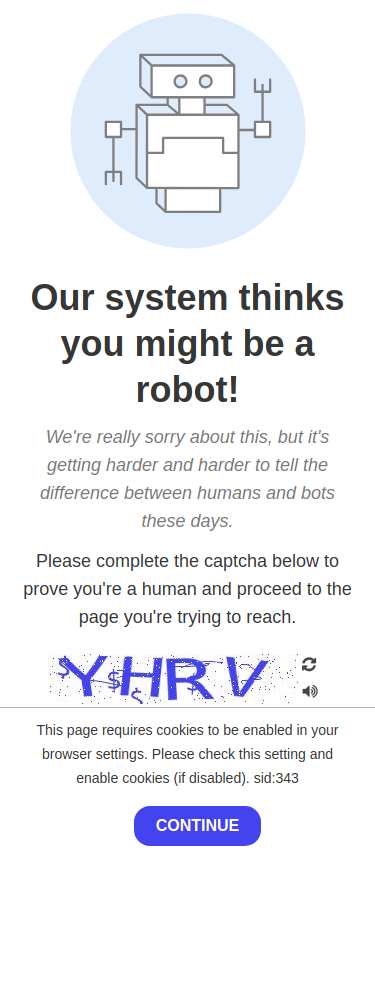 Our system thinks
you might be a
robot!
We're really sorry about this, but it's
getting harder and harder to tell the
difference between humans and bots
these days.
Please complete the captcha below to
prove you're a human and proceed to the
page you're trying to reach.
YHRV
This page requires cookies to be enabled in your
browser settings. Please check this setting and
enable cookies (if disabled). sid:343
CONTINUE